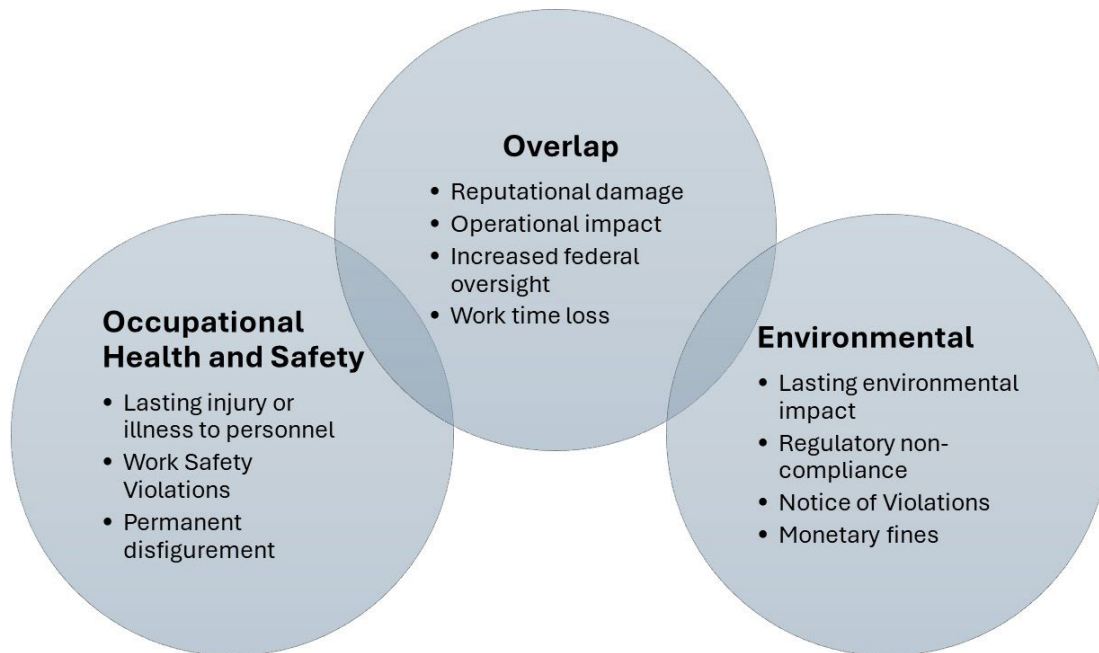 Overlap
• Reputational damage
• Operational impact
• Increased federal
oversight
• Work time loss
Occupational
Health and Safety
• Lasting injury or
illness to personnel
• Work Safety
Violations
• Permanent
disfigurement
Environmental
• Lasting environmental
impact
• Regulatory non-
compliance
• Notice of Violations
• Monetary fines